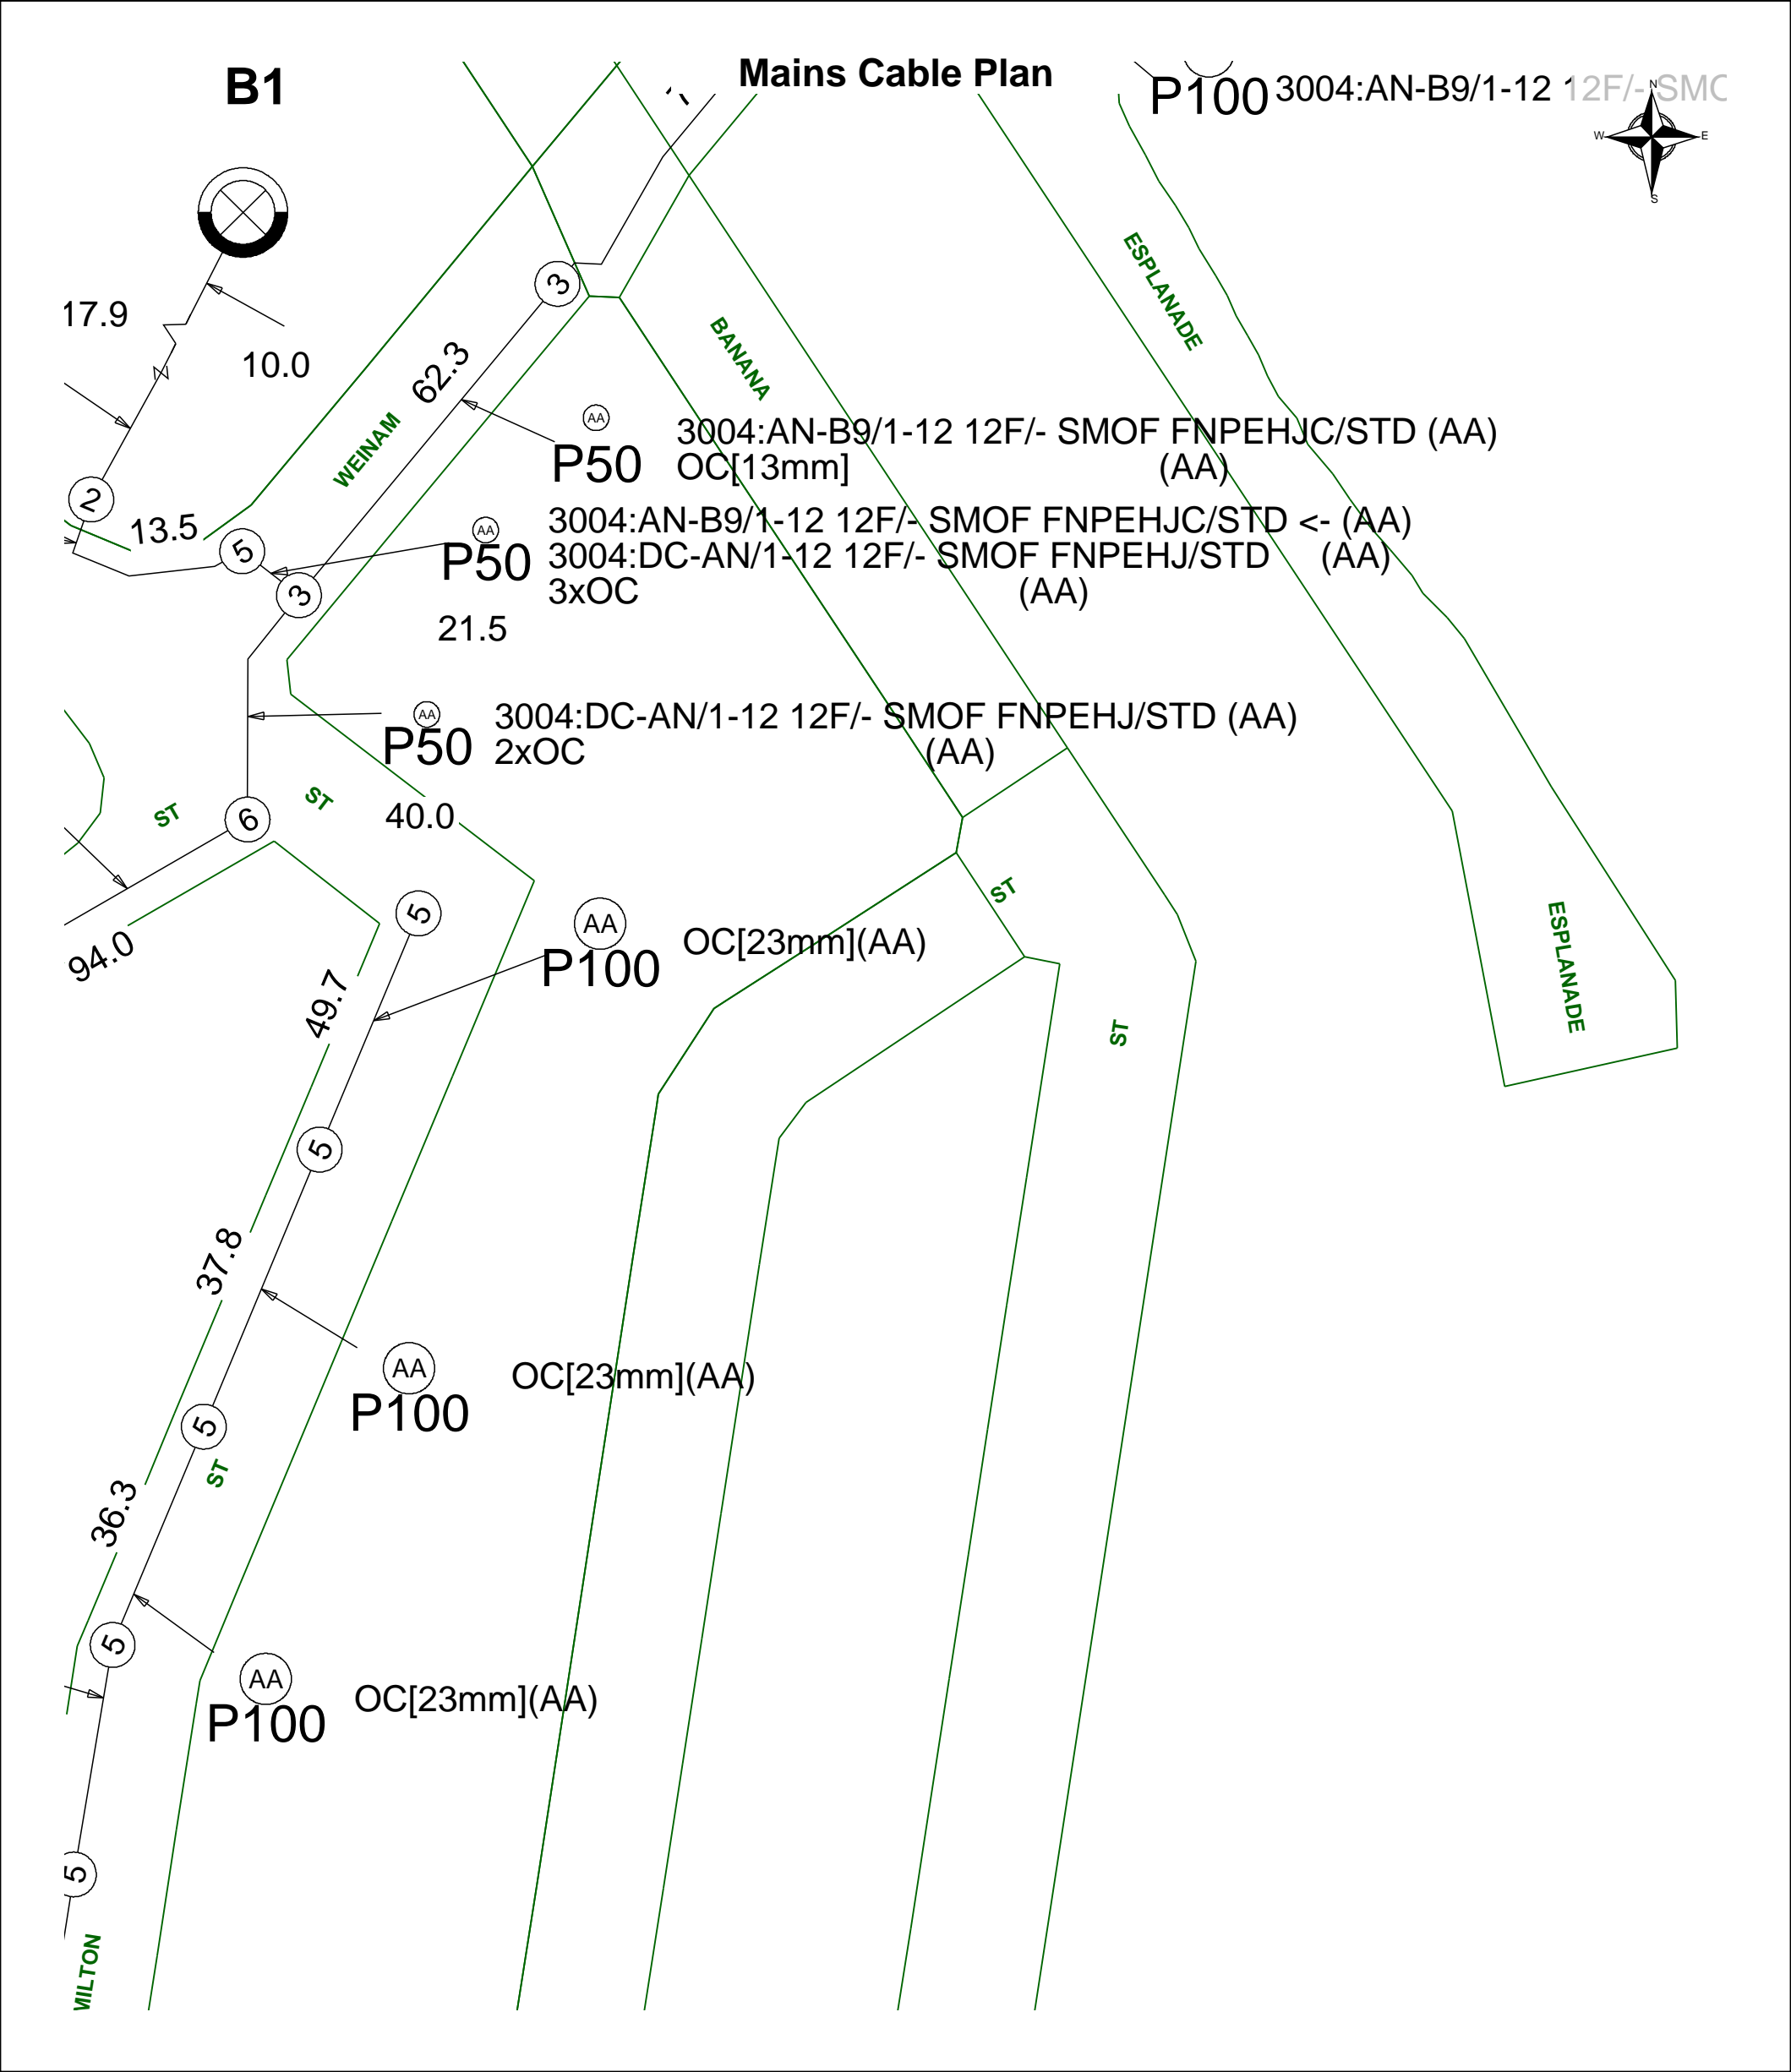 B1
Mains Cable Plan
P100
3004:AN-B9/1-12 12F/- SMO
N
W
E
S
ESPLANADE
17.9
10.0
62.3
BANANA
WEINAM
3
AA
P50
3004:AN-B9/1-12 12F/- SMOF FNPEHJC/STD (AA)
OC[13mm] (AA)
2
13.5
5
3
AA
P50
3004:AN-B9/1-12 12F/- SMOF FNPEHJC/STD <- (AA)
3004:DC-AN/1-12 12F/- SMOF FNPEHJ/STD (AA)
3xOC (AA)
21.5
AA
P50
3004:DC-AN/1-12 12F/- SMOF FNPEHJ/STD (AA)
2xOC (AA)
ST
ST
6
40.0
ST
5
AA
P100
OC[23mm](AA)
94.0
49.7
ST
ESPLANADE
5
37.8
AA
P100
OC[23mm](AA)
5
ST
36.3
5
AA
P100
OC[23mm](AA)
5
MILTON